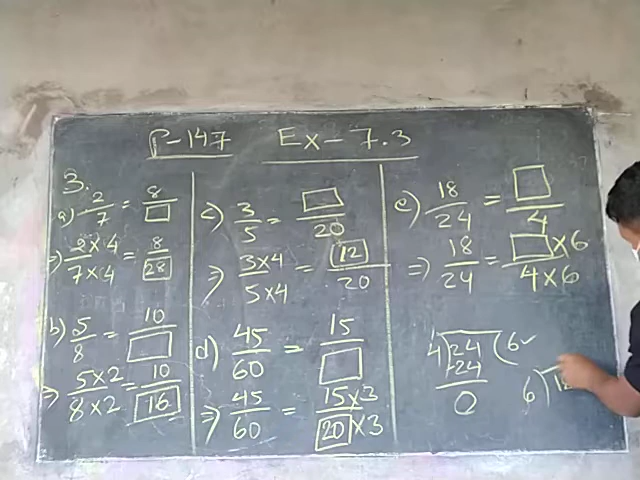 P-147 Ex-7.3
3.
a) 2/7 = 8/□
⇒ 2×4/7×4 = 8/28
b) 5/8 = 10/□
⇒ 5×2/8×2 = 10/16
c) 3/5 = □/20
⇒ 3×4/5×4 = 12/20
d) 45/60 = 15/□
⇒ 45/60 = 15×3/20×3
e) 18/24 = □/4
⇒ 18/24 = □×6/4×6
4)24(6✓
-24
0
6)18